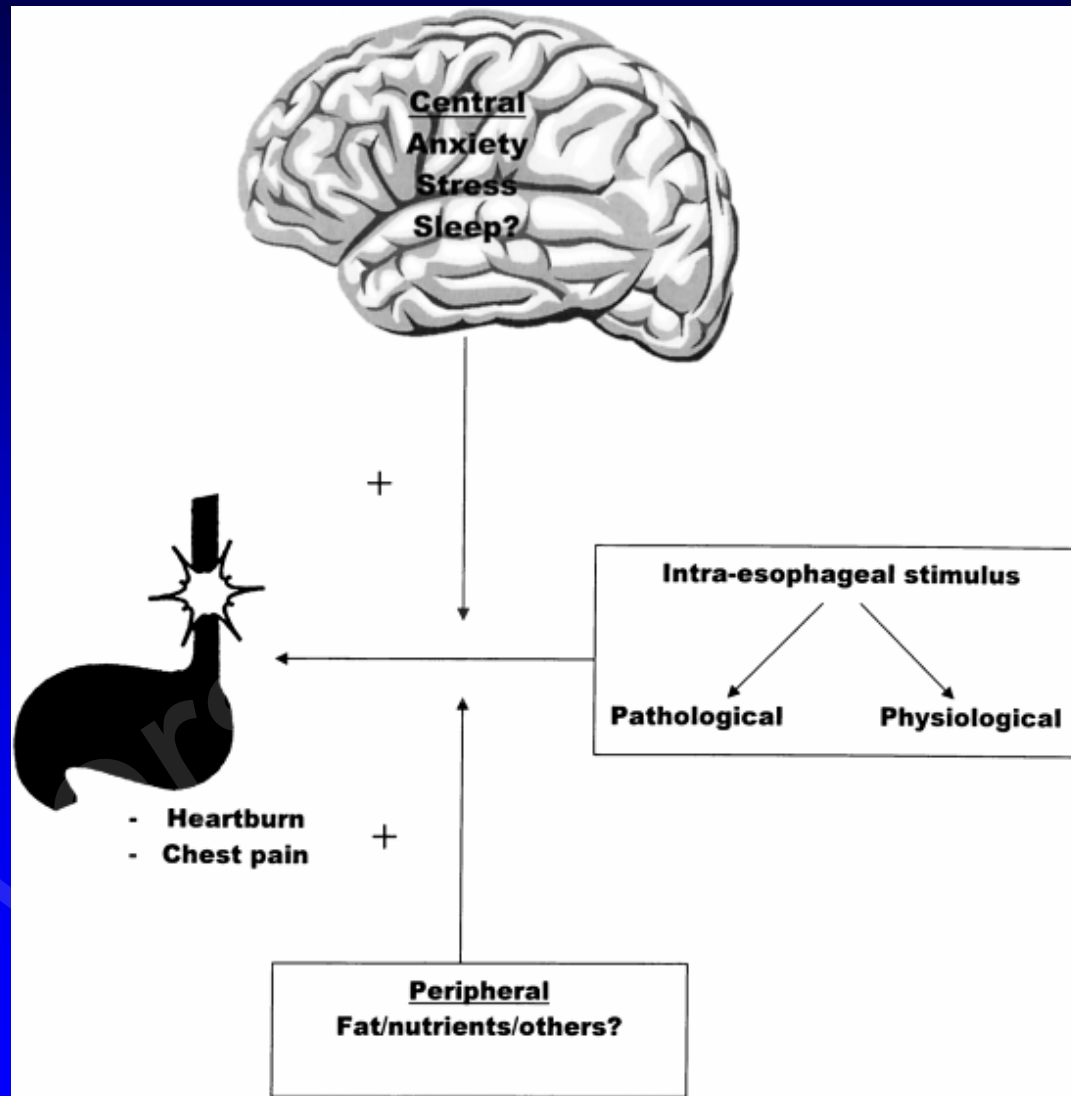 Central
Anxiety
Stress
Sleep?
+
Intra-esophageal stimulus
Pathological Physiological
- Heartburn
- Chest pain
+
Peripheral
Fat/nutrients/others?